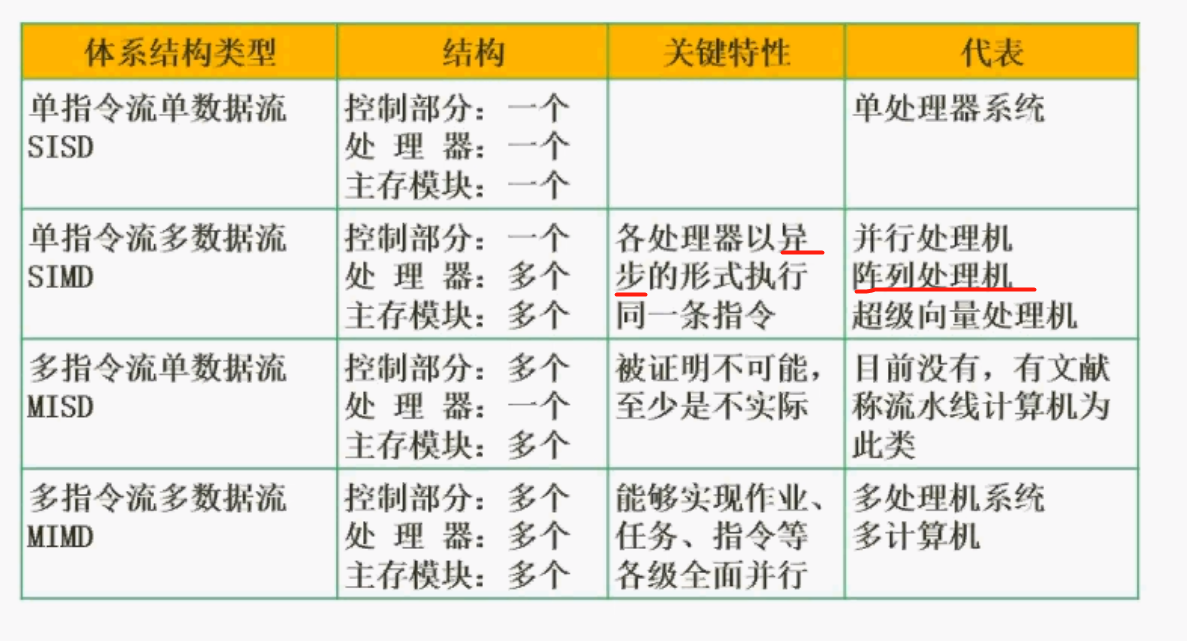 体系结构类型 结构 关键特性 代表
单指令流单数据流
SISD
控制部分：一个
处 理 器：一个
主存模块：一个
单处理器系统
单指令流多数据流
SIMD
控制部分：一个
处 理 器：多个
主存模块：多个
各处理器以异
步的形式执行
同一条指令
并行处理机
阵列处理机
超级向量处理机
多指令流单数据流
MISD
控制部分：多个
处 理 器：一个
主存模块：多个
被证明不可能，
至少是不实际
目前没有，有文献
称流水线计算机为
此类
多指令流多数据流
MIMD
控制部分：多个
处 理 器：多个
主存模块：多个
能够实现作业、
任务、指令等
各级全面并行
多处理机系统
多计算机